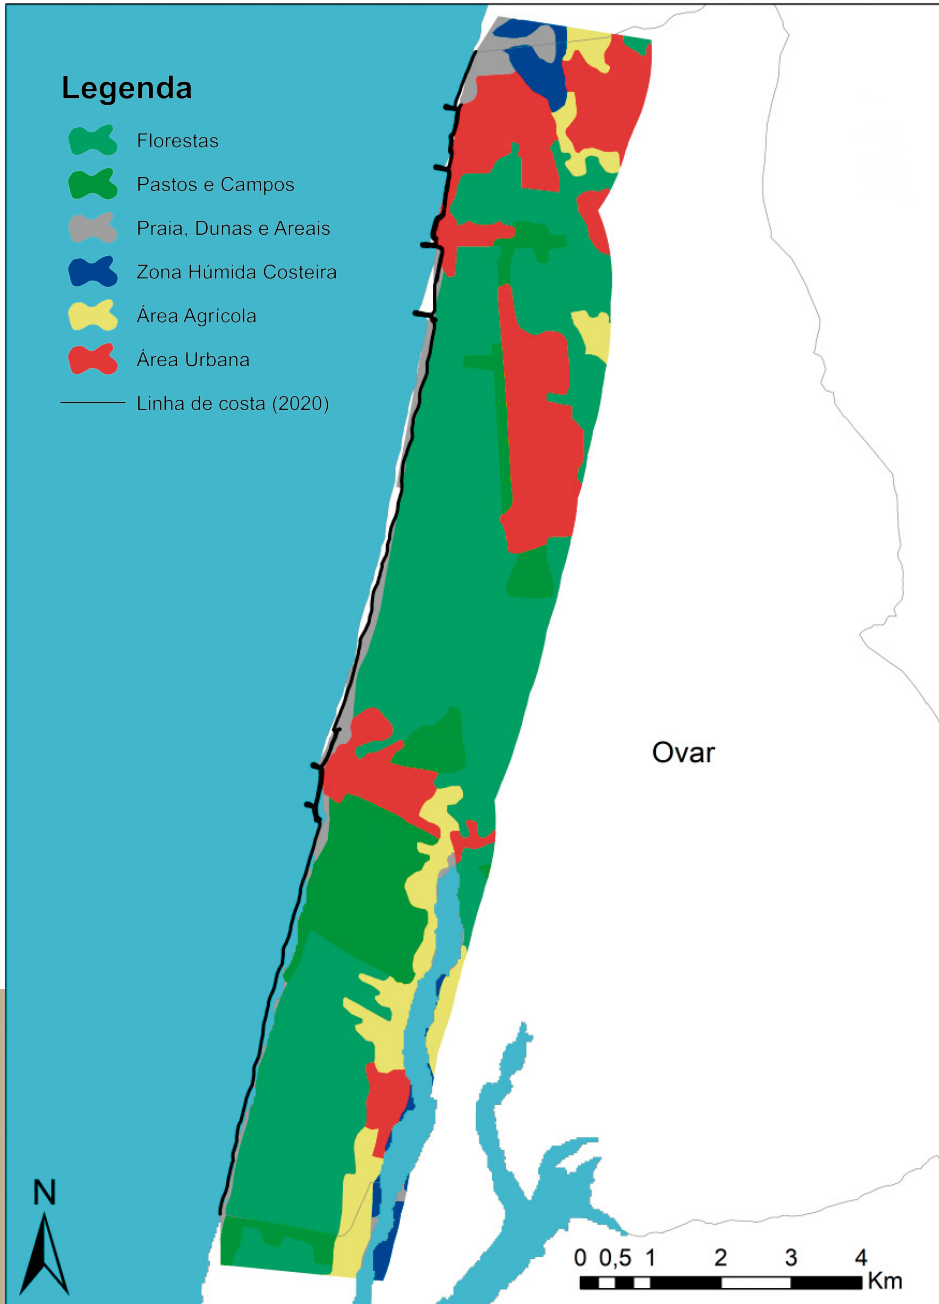 Legenda
Florestas
Pastos e Campos
Praia, Dunas e Areais
Zona Húmida Costeira
Área Agrícola
Área Urbana
Linha de costa (2020)
Ovar
N
0 0,5 1 2 3 4
Km